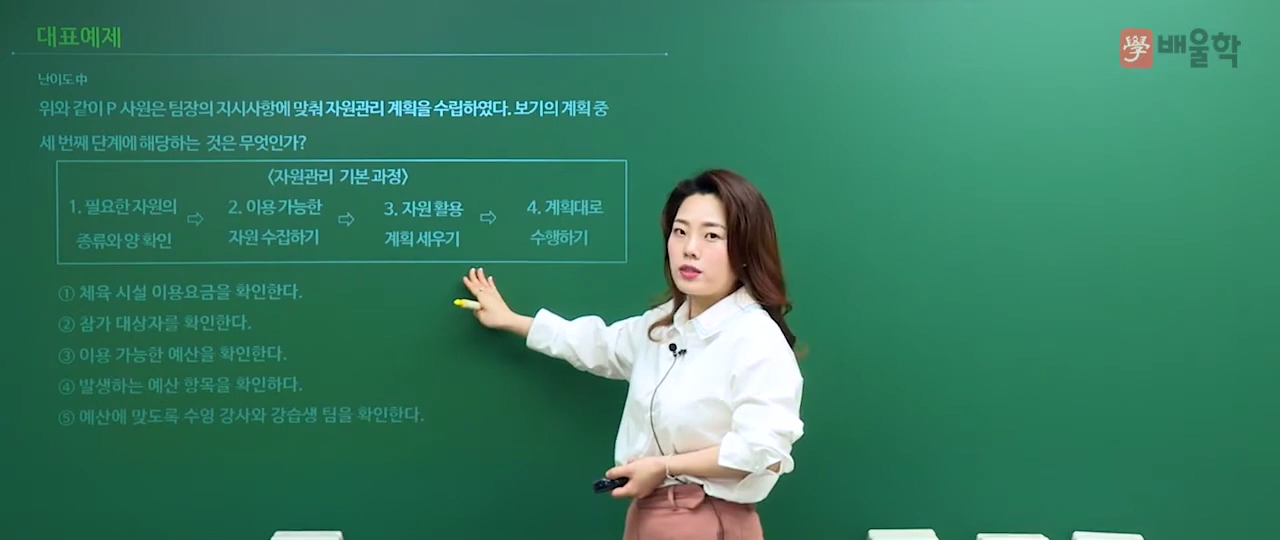 대표예제
學 배울학
난이도 中
위와 같이 P 사원은 팀장의 지시사항에 맞춰 자원관리 계획을 수립하였다. 보기의 계획 중
세 번째 단계에 해당하는 것은 무엇인가?
〈자원관리 기본 과정〉
1. 필요한 자원의 ⇨ 2. 이용 가능한 ⇨ 3. 자원 활용 ⇨ 4. 계획대로
종류와 양 확인 자원 수집하기 계획 세우기 수행하기
① 체육 시설 이용요금을 확인한다.
② 참가 대상자를 확인한다.
③ 이용 가능한 예산을 확인한다.
④ 발생하는 예산 항목을 확인하다.
⑤ 예산에 맞도록 수영 강사와 강습생 팀을 확인한다.